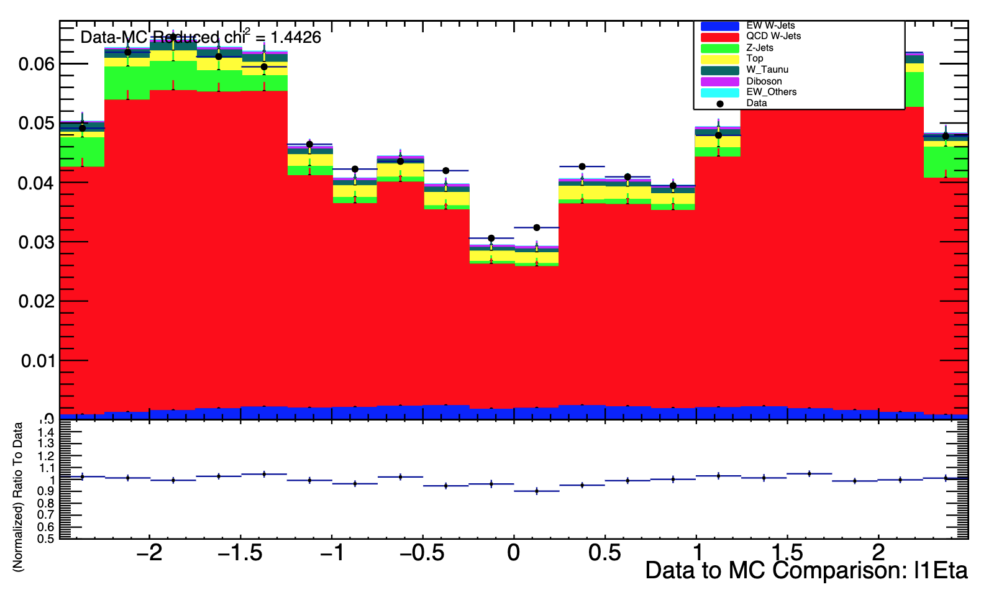 Data-MC Reduced chi2 = 1.4426
EW W-Jets
QCD W-Jets
Z-Jets
Top
W_Taunu
Diboson
EW_Others
Data
0.06
0.05
0.04
0.03
0.02
0.01
0
1.4
1.3
1.2
1.1
1
0.9
0.8
0.7
0.6
0.5
(Normalized) Ratio To Data
−2 −1.5 −1 −0.5 0 0.5 1 1.5 2
Data to MC Comparison: l1Eta